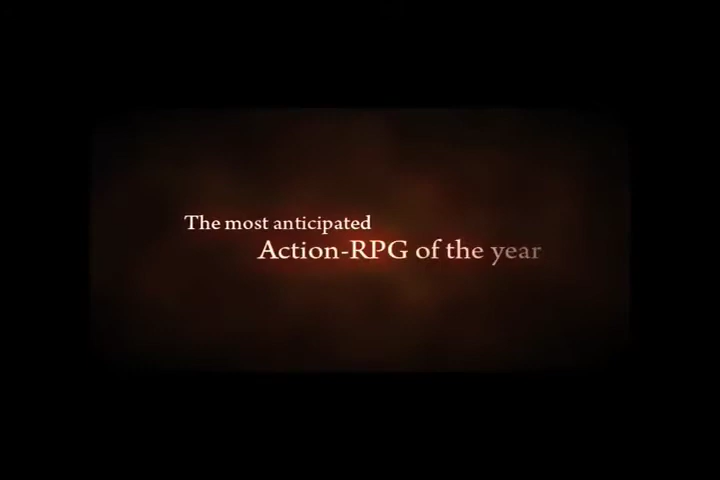 The most anticipated
Action-RPG of the year